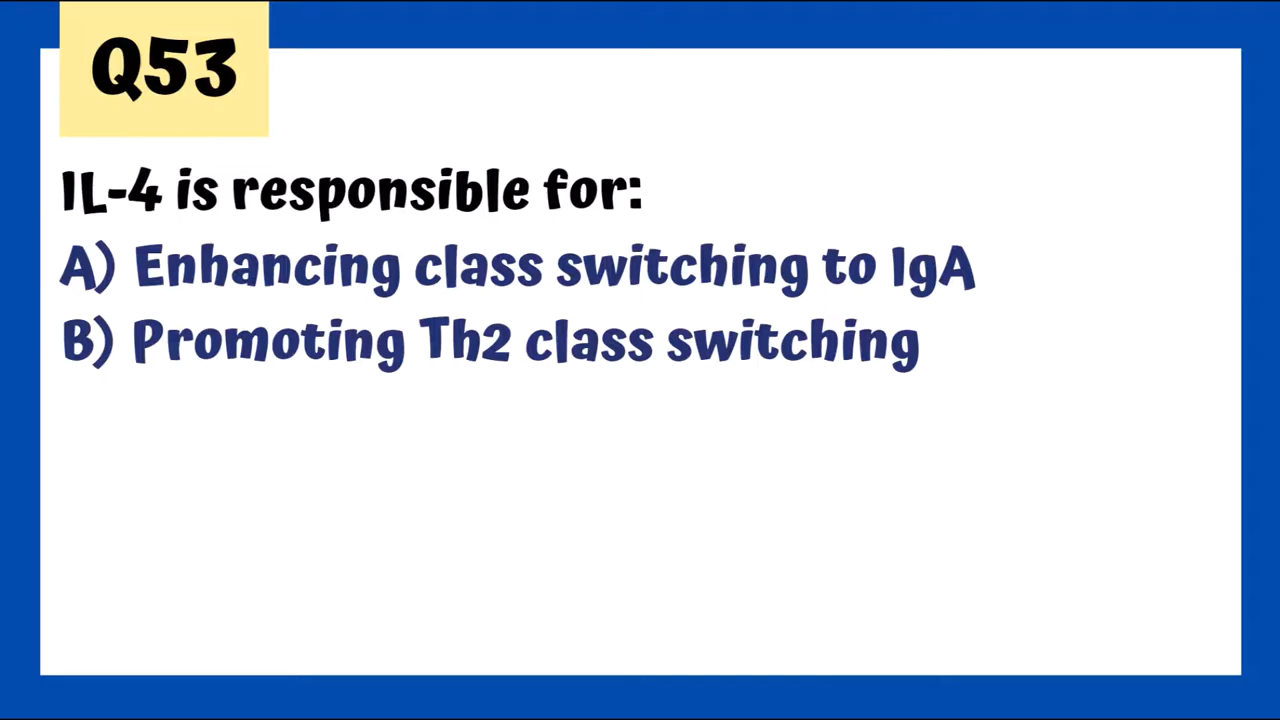 Q53
IL-4 is responsible for:
A) Enhancing class switching to IgA
B) Promoting Th2 class switching